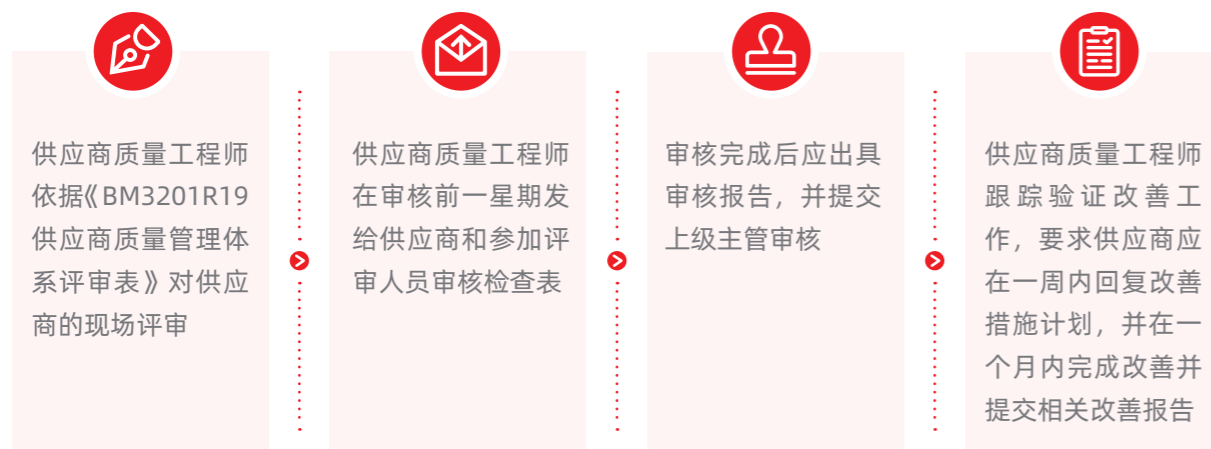 供应商质量工程师
依据《BM3201R19
供应商质量管理体
系评审表》对供应
商的现场评审
供应商质量工程师
在审核前一星期发
给供应商和参加评
审人员审核检查表
审核完成后应出具
审核报告，并提交
上级主管审核
供应商质量工程师
跟踪验证改善工
作，要求供应商应
在一周内回复改善
措施计划，并在一
个月内完成改善并
提交相关改善报告